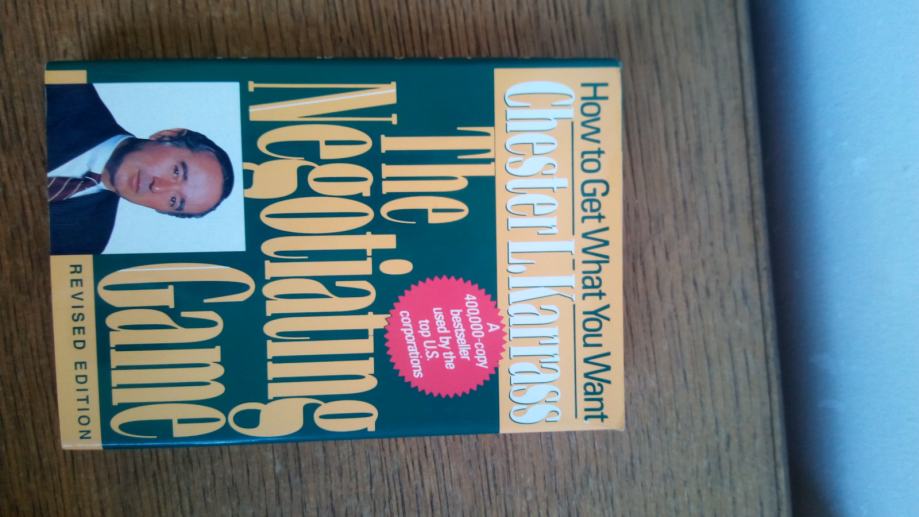 How to Get What You Want
Chester L. Karrass
The
Negotiating
Game
A
400,000-copy
bestseller
used by the
top U.S.
corporations
REVISED EDITION